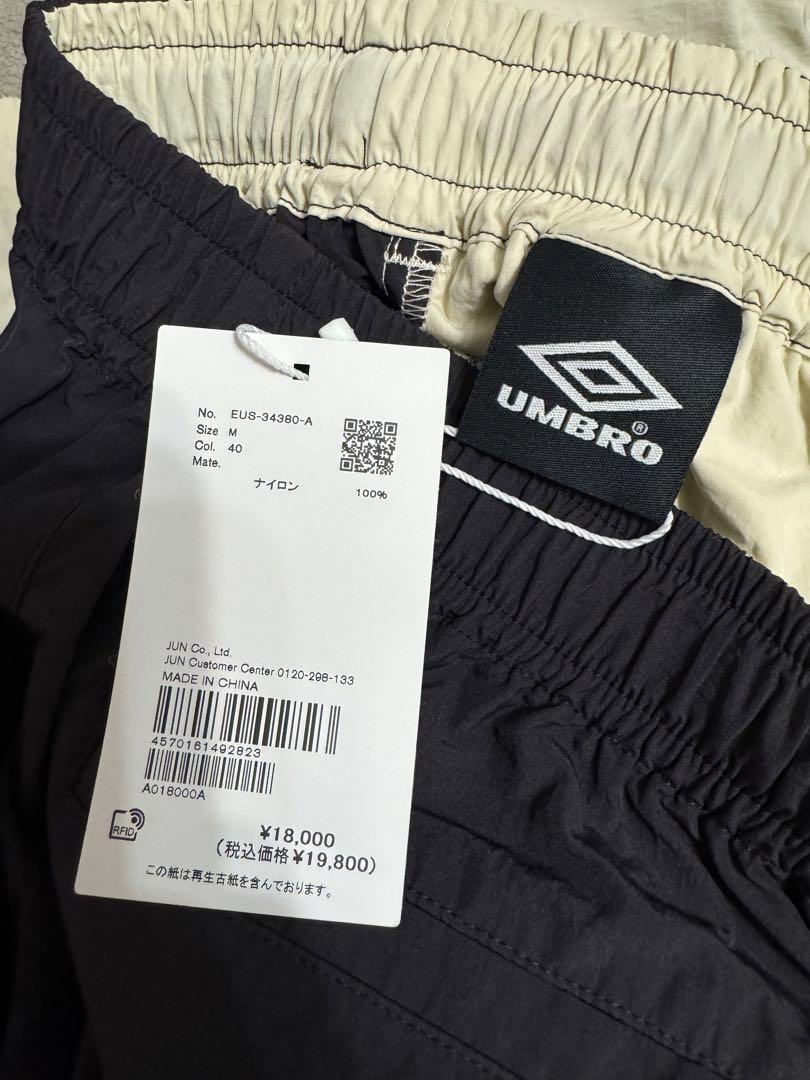 UMBRO®
No. EUS-34380-A
Size M
Col. 40
Mate.
ナイロン 100%
JUN Co., Ltd.
JUN Customer Center 0120-298-133
MADE IN CHINA
4570161492823
A018000A
RFID
¥18,000
(税込価格¥19,800)
この紙は再生古紙を含んでおります。